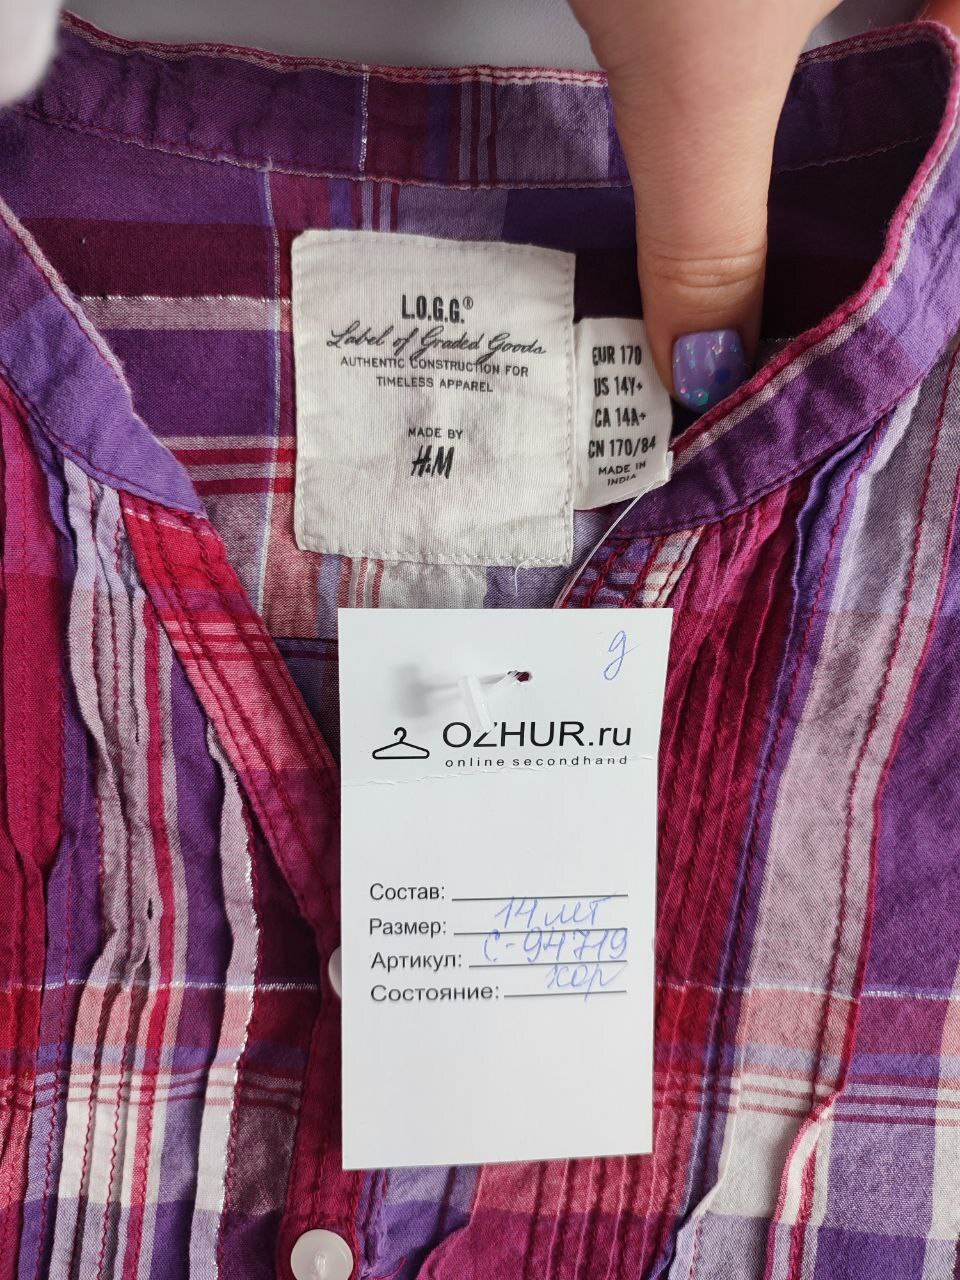 L.O.G.G.®
Label of Graded Goods
AUTHENTIC CONSTRUCTION FOR
TIMELESS APPAREL
MADE BY
H&M
EUR 170
US 14Y+
CA 14A+
CN 170/84
MADE IN
INDIA
g
OZHUR.ru
online secondhand
Состав:
Размер: 14 лет
Артикул: С-94719
Состояние: хор